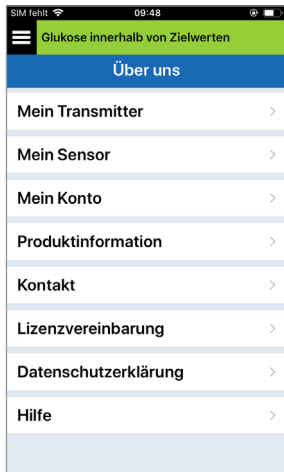 SIM fehlt 09:48
Glukose innerhalb von Zielwerten
Über uns
Mein Transmitter
Mein Sensor
Mein Konto
Produktinformation
Kontakt
Lizenzvereinbarung
Datenschutzerklärung
Hilfe